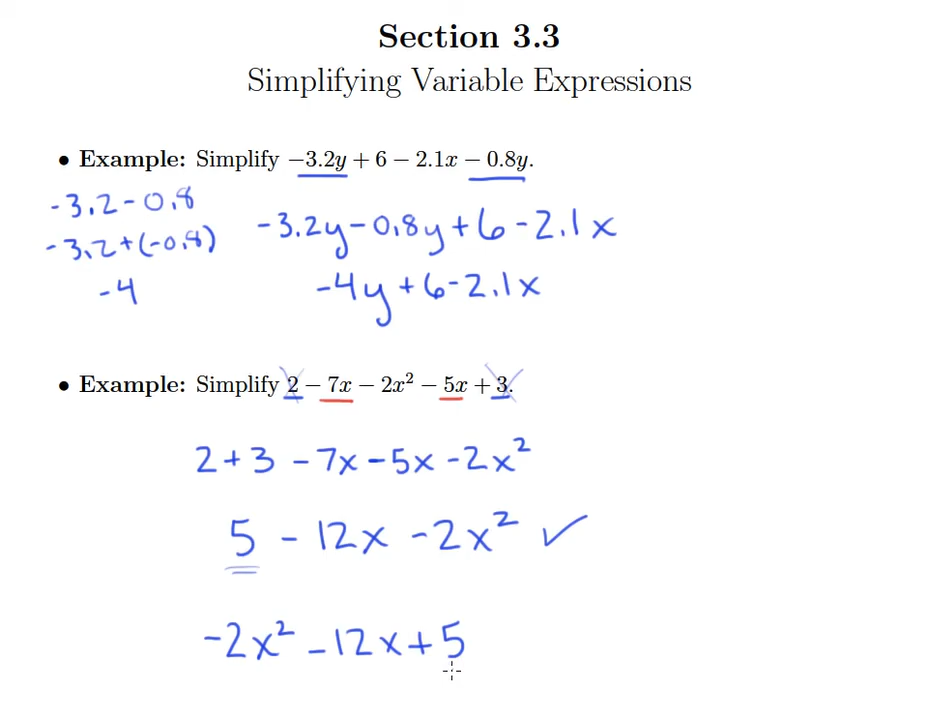 Section 3.3
Simplifying Variable Expressions
• Example: Simplify −3.2y + 6 − 2.1x − 0.8y.
-3.2-0.8
-3.2+(-0.8)
-4
-3.2y-0.8y+6-2.1x
-4y+6-2.1x
• Example: Simplify 2 − 7x − 2x² − 5x + 3.
2+3-7x-5x-2x²
5-12x-2x² ✓
-2x²-12x+5